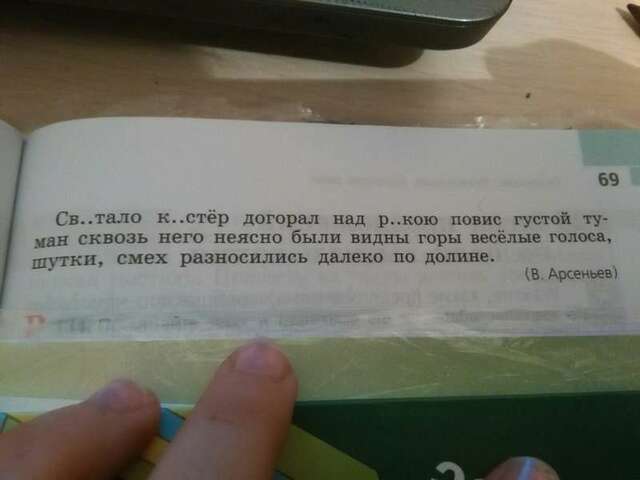 69
Св..тало к..стёр догорал над р..кою повис густой ту-
ман сквозь него неясно были видны горы весёлые голоса,
шутки, смех разносились далеко по долине.
(В. Арсеньев)